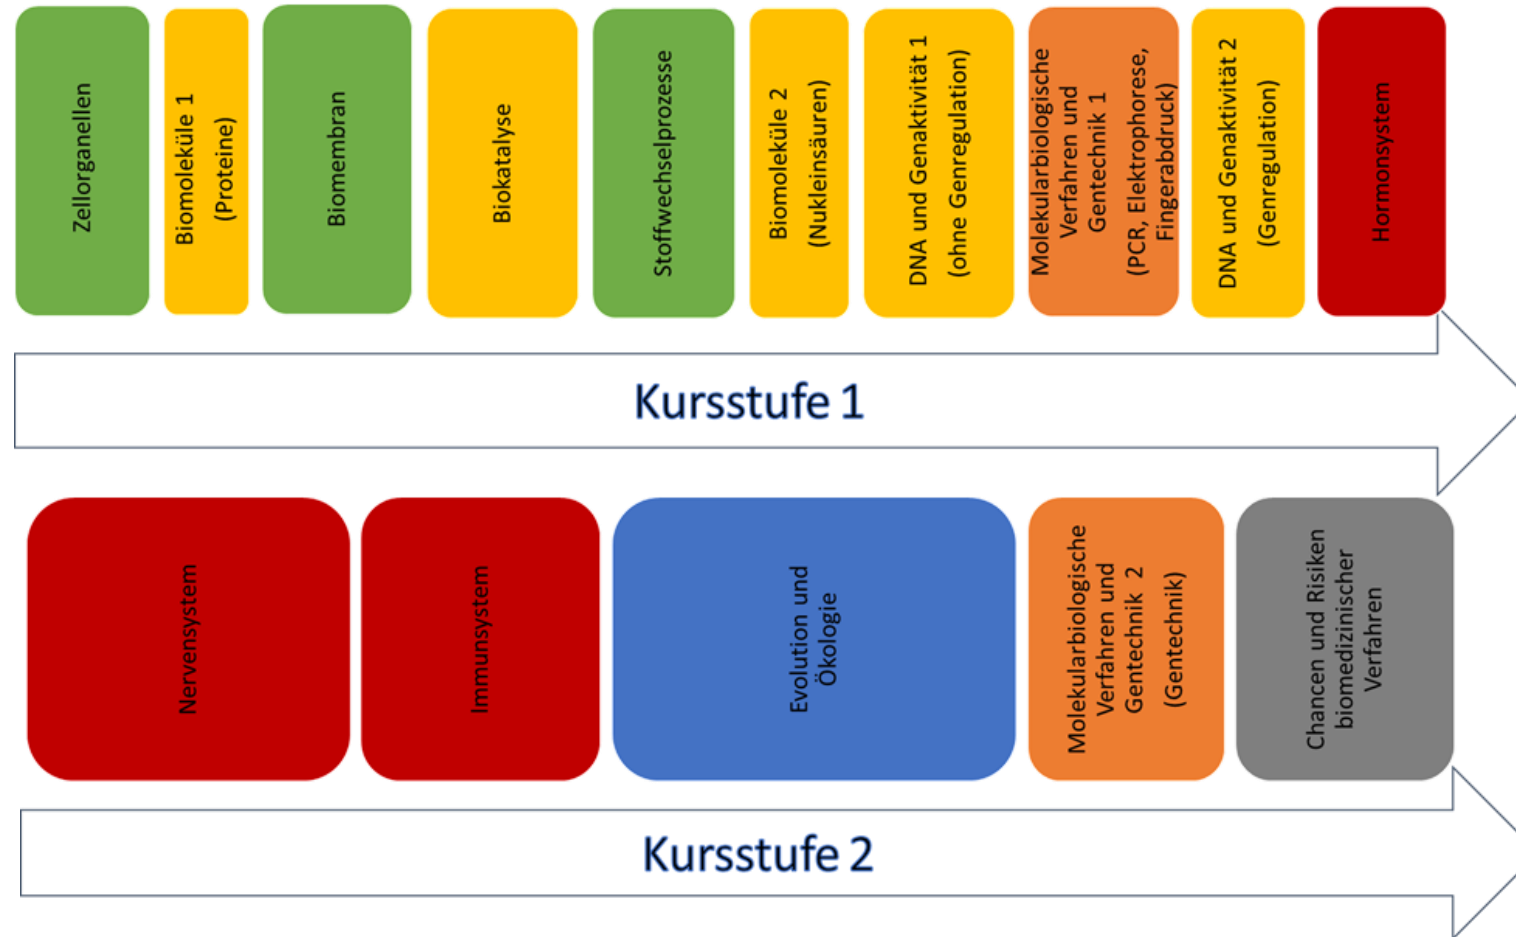 Zellorganellen
Biomoleküle 1
(Proteine)
Biomembran
Biokatalyse
Stoffwechselprozesse
Biomoleküle 2
(Nukleinsäuren)
DNA und Genaktivität 1
(ohne Genregulation)
Molekularbiologische
Verfahren und
Gentechnik 1
(PCR, Elektrophorese,
Fingerabdruck)
DNA und Genaktivität 2
(Genregulation)
Hormonsystem
Kursstufe 1
Nervensystem
Immunsystem
Evolution und
Ökologie
Molekularbiologische
Verfahren und
Gentechnik 2
(Gentechnik)
Chancen und Risiken
biomedizinischer
Verfahren
Kursstufe 2